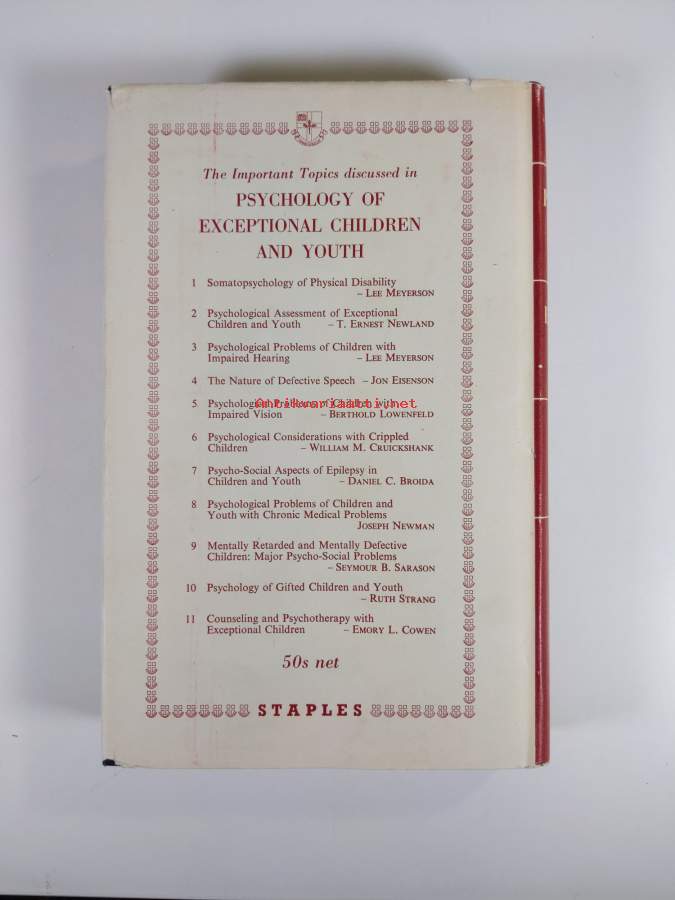 The Important Topics discussed in
PSYCHOLOGY OF
EXCEPTIONAL CHILDREN
AND YOUTH
1 Somatopsychology of Physical Disability
– LEE MEYERSON
2 Psychological Assessment of Exceptional
Children and Youth – T. ERNEST NEWLAND
3 Psychological Problems of Children with
Impaired Hearing – LEE MEYERSON
4 The Nature of Defective Speech – JON EISENSON
5 Psychological Problems of Children with
Antikvariaatti.net
Impaired Vision – BERTHOLD LOWENFELD
6 Psychological Considerations with Crippled
Children – WILLIAM M. CRUICKSHANK
7 Psycho-Social Aspects of Epilepsy in
Children and Youth – DANIEL C. BROIDA
8 Psychological Problems of Children and
Youth with Chronic Medical Problems
JOSEPH NEWMAN
9 Mentally Retarded and Mentally Defective
Children: Major Psycho-Social Problems
– SEYMOUR B. SARASON
10 Psychology of Gifted Children and Youth
– RUTH STRANG
11 Counseling and Psychotherapy with
Exceptional Children – EMORY L. COWEN
50s net
STAPLES